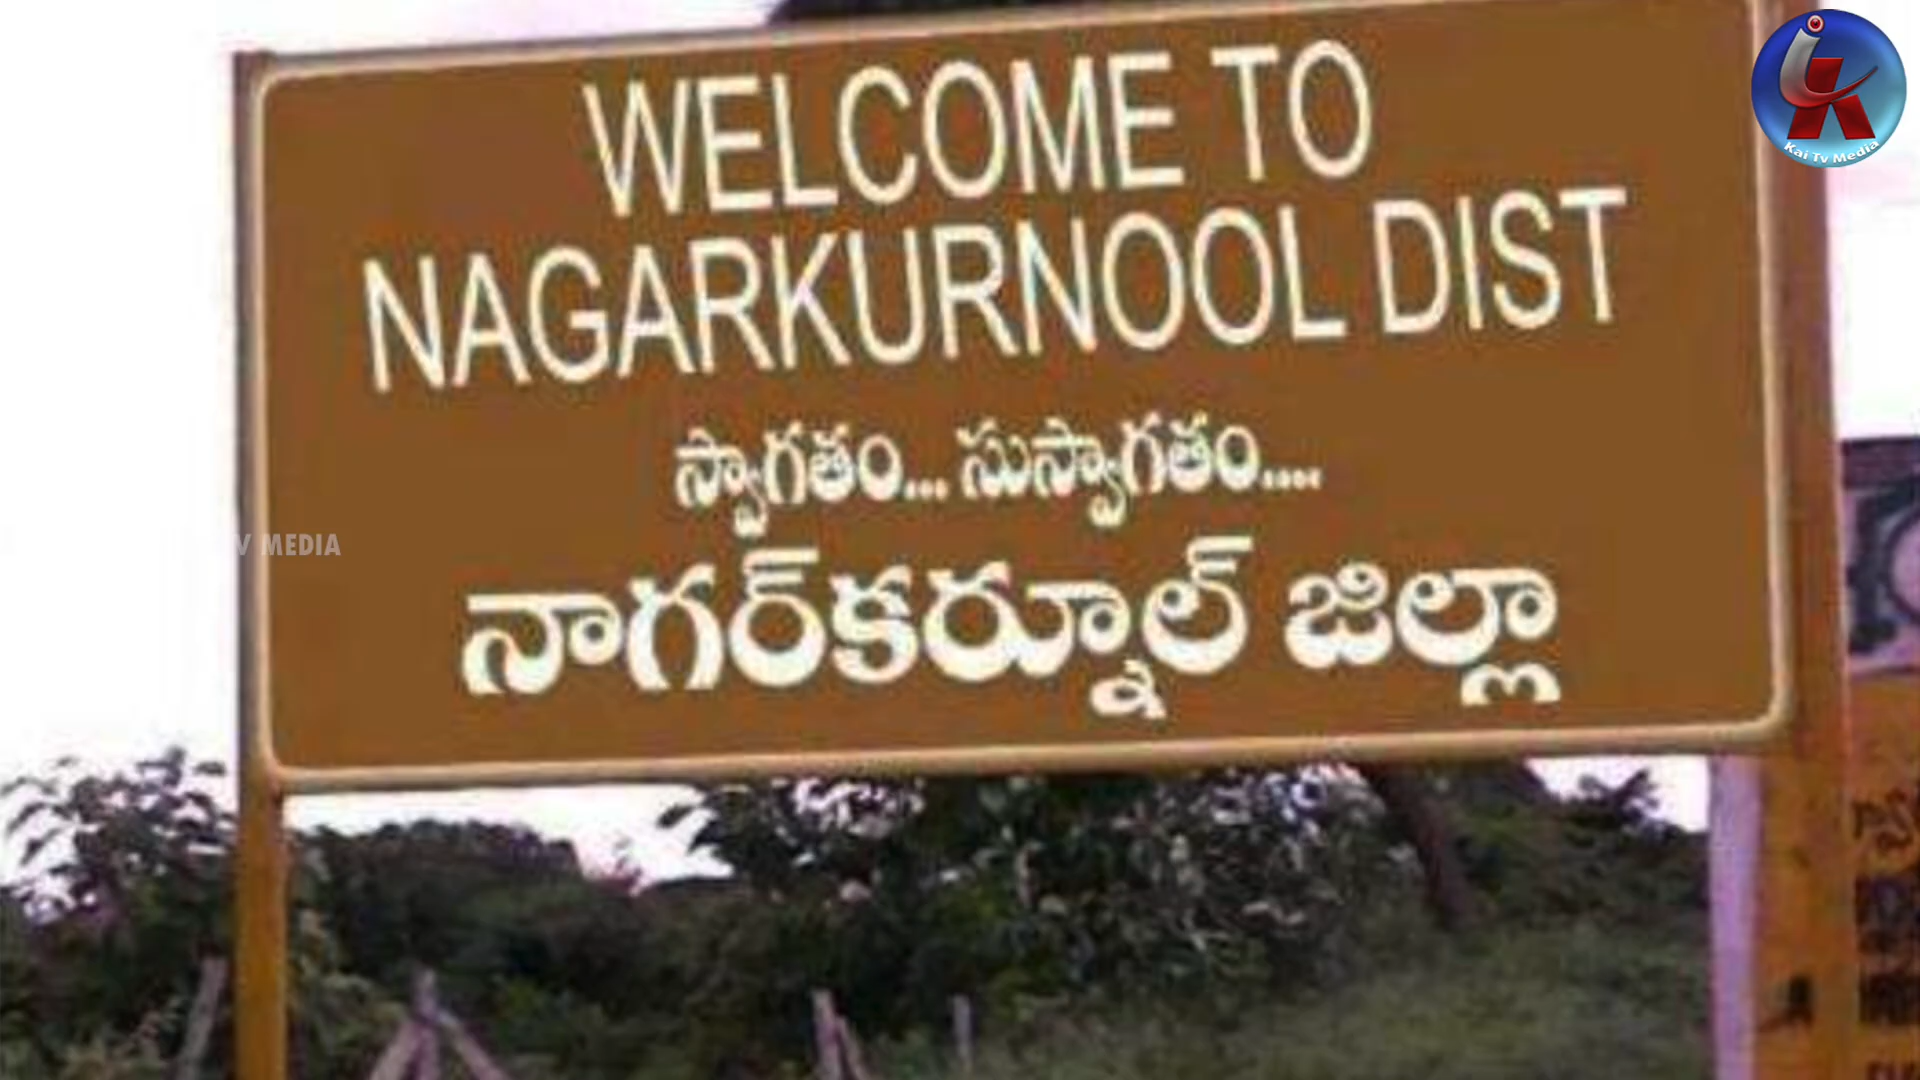 WELCOME TO
NAGARKURNOOL DIST
స్వాగతం... సుస్వాగతం....
నాగర్‌కర్నూల్ జిల్లా
Kai Tv Media
V MEDIA